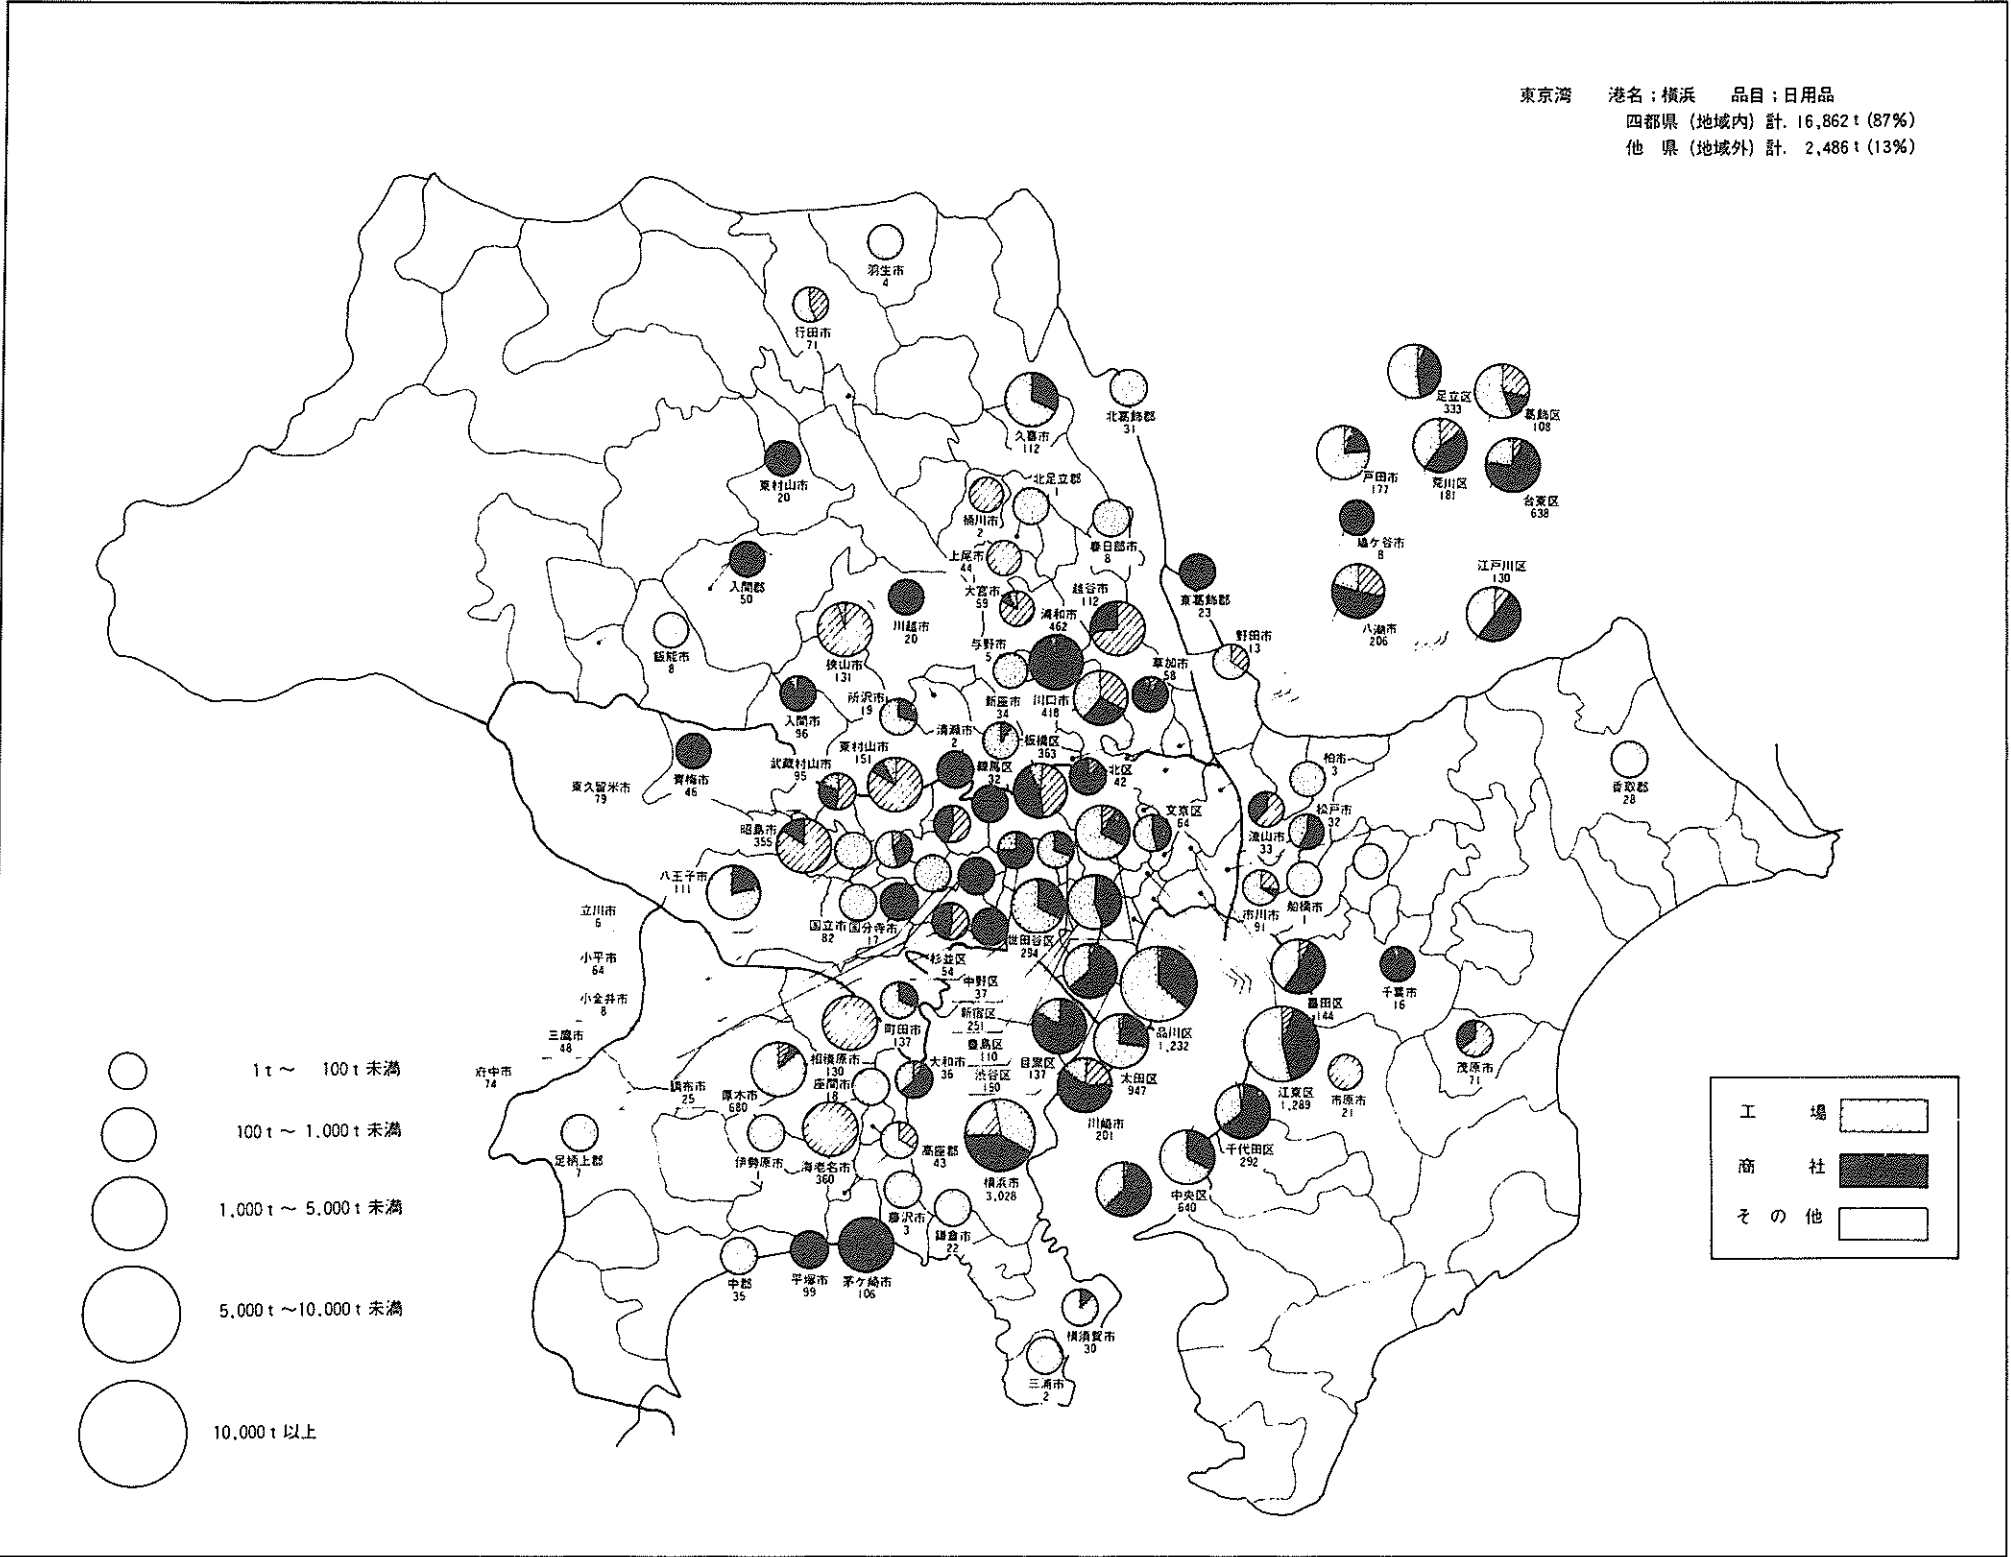 東京湾 港名；横浜 品目；日用品
四都県 (地域内) 計. 16,862t (87%)
他 県 (地域外) 計. 2,486t (13%)
羽生市
4
行田市
71
久喜市
112
北葛飾郡
31
足立区
333
葛飾区
108
戸田市
177
荒川区
181
台東区
638
鳩ケ谷市
8
八潮市
206
江戸川区
130
東村山市
20
桶川市
2
北足立郡
1
春日部市
8
上尾市
44
大宮市
59
越谷市
112
浦和市
462
東葛飾郡
23
入間郡
50
川越市
20
飯能市
8
狭山市
131
与野市
5
草加市
58
野田市
13
入間市
96
所沢市
19
新座市
34
川口市
418
清瀬市
2
板橋区
363
東村山市
151
武蔵村山市
95
練馬区
32
北区
42
青梅市
46
東久留米市
79
柏市
3
香取郡
28
文京区
64
流山市
33
松戸市
32
昭島市
355
八王子市
111
市川市
91
船橋市
1
立川市
6
国立市
82
国分寺市
17
世田谷区
294
小平市
64
杉並区
54
中野区
37
小金井市
8
新宿区
251
墨田区
144
千葉市
16
三鷹市
48
町田市
137
豊島区
110
目黒区
137
品川区
1,232
府中市
74
調布市
25
相模原市
130
大和市
36
渋谷区
150
太田区
947
江東区
1,289
市原市
21
茂原市
71
厚木市
680
座間市
18
川崎市
201
足柄上郡
7
伊勢原市
海老名市
360
高座郡
43
横浜市
3,028
千代田区
292
中央区
640
藤沢市
3
鎌倉市
22
中郡
35
平塚市
99
茅ケ崎市
106
横須賀市
30
三浦市
2
1t～ 100t未満
100t～1.000t未満
1,000t～5,000t未満
5,000t～10.000t未満
10,000t以上
工 場
商 社
その他